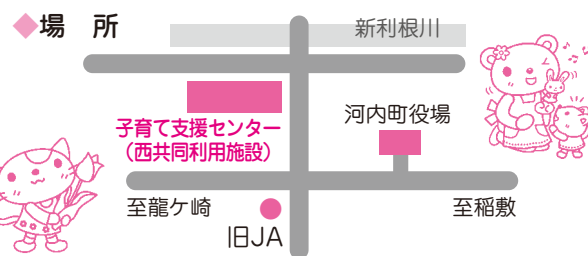 ◆場　所
新利根川
子育て支援センター
（西共同利用施設）
河内町役場
至龍ケ崎
至稲敷
旧JA